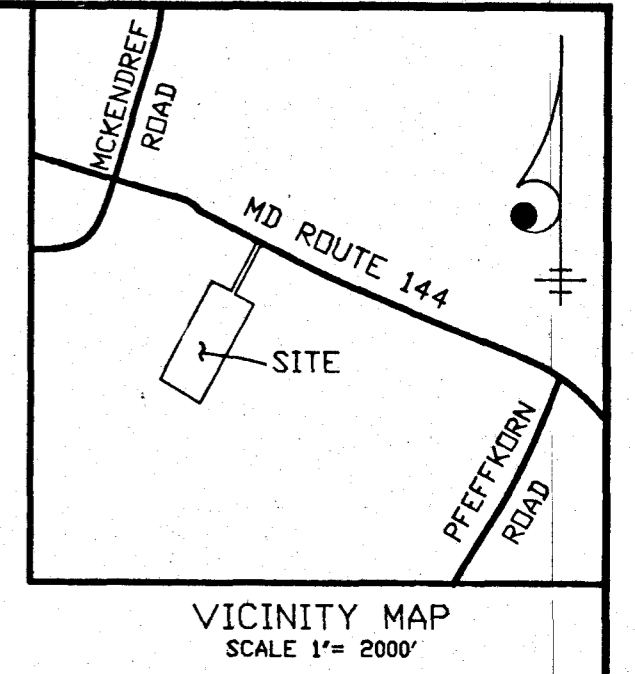 MCKENDREF
ROAD
MD ROUTE 144
SITE
PFEFFKORN
ROAD
VICINITY MAP
SCALE 1"= 2000'